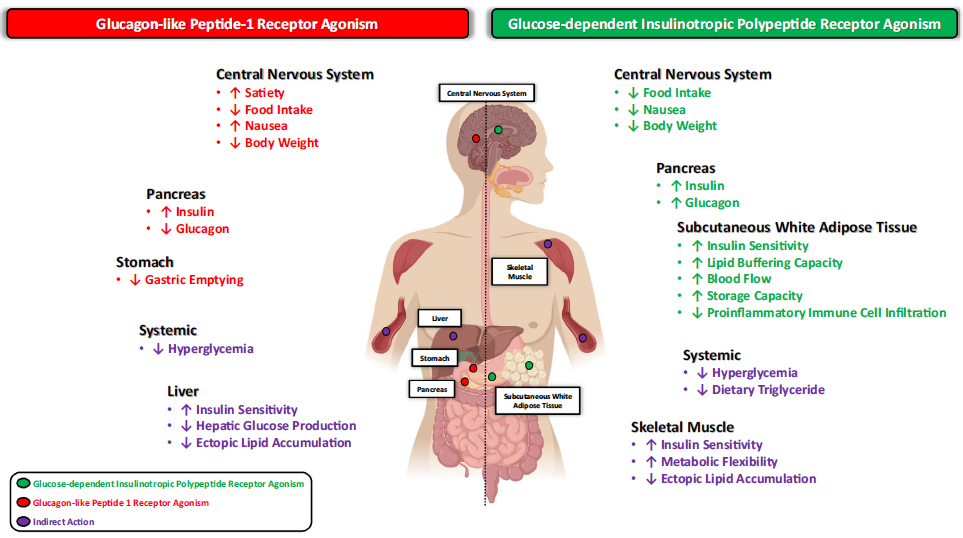 Glucagon-like Peptide-1 Receptor Agonism
Glucose-dependent Insulinotropic Polypeptide Receptor Agonism
Central Nervous System
• ↑ Satiety
• ↓ Food Intake
• ↑ Nausea
• ↓ Body Weight
Pancreas
• ↑ Insulin
• ↓ Glucagon
Stomach
• ↓ Gastric Emptying
Systemic
• ↓ Hyperglycemia
Liver
• ↑ Insulin Sensitivity
• ↓ Hepatic Glucose Production
• ↓ Ectopic Lipid Accumulation
Central Nervous System
Skeletal
Muscle
Liver
Stomach
Pancreas
Subcutaneous White
Adipose Tissue
Central Nervous System
• ↓ Food Intake
• ↓ Nausea
• ↓ Body Weight
Pancreas
• ↑ Insulin
• ↑ Glucagon
Subcutaneous White Adipose Tissue
• ↑ Insulin Sensitivity
• ↑ Lipid Buffering Capacity
• ↑ Blood Flow
• ↑ Storage Capacity
• ↓ Proinflammatory Immune Cell Infiltration
Systemic
• ↓ Hyperglycemia
• ↓ Dietary Triglyceride
Skeletal Muscle
• ↑ Insulin Sensitivity
• ↑ Metabolic Flexibility
• ↓ Ectopic Lipid Accumulation
Glucose-dependent Insulinotropic Polypeptide Receptor Agonism
Glucagon-like Peptide 1 Receptor Agonism
Indirect Action